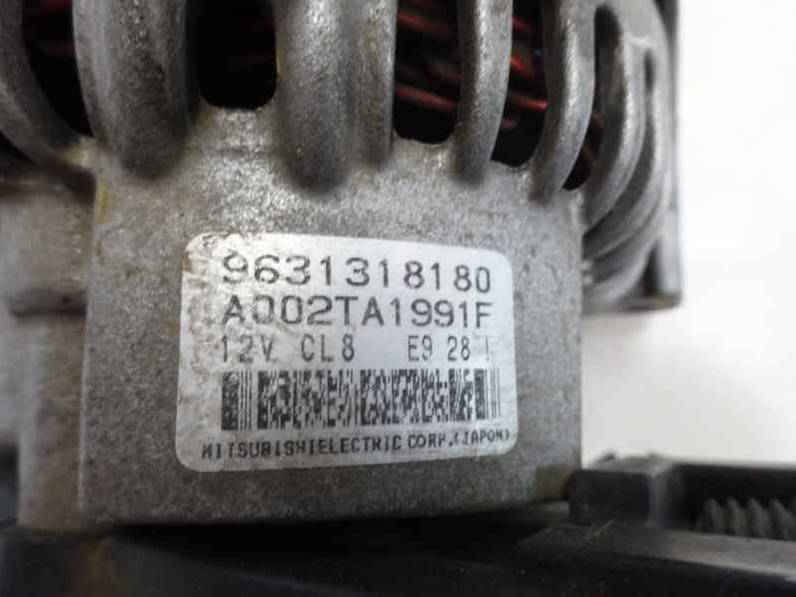 9631318180
A002TA1991F
12V CL8 E9 28 I
MITSUBISHIELECTRIC CORP.(JAPON)